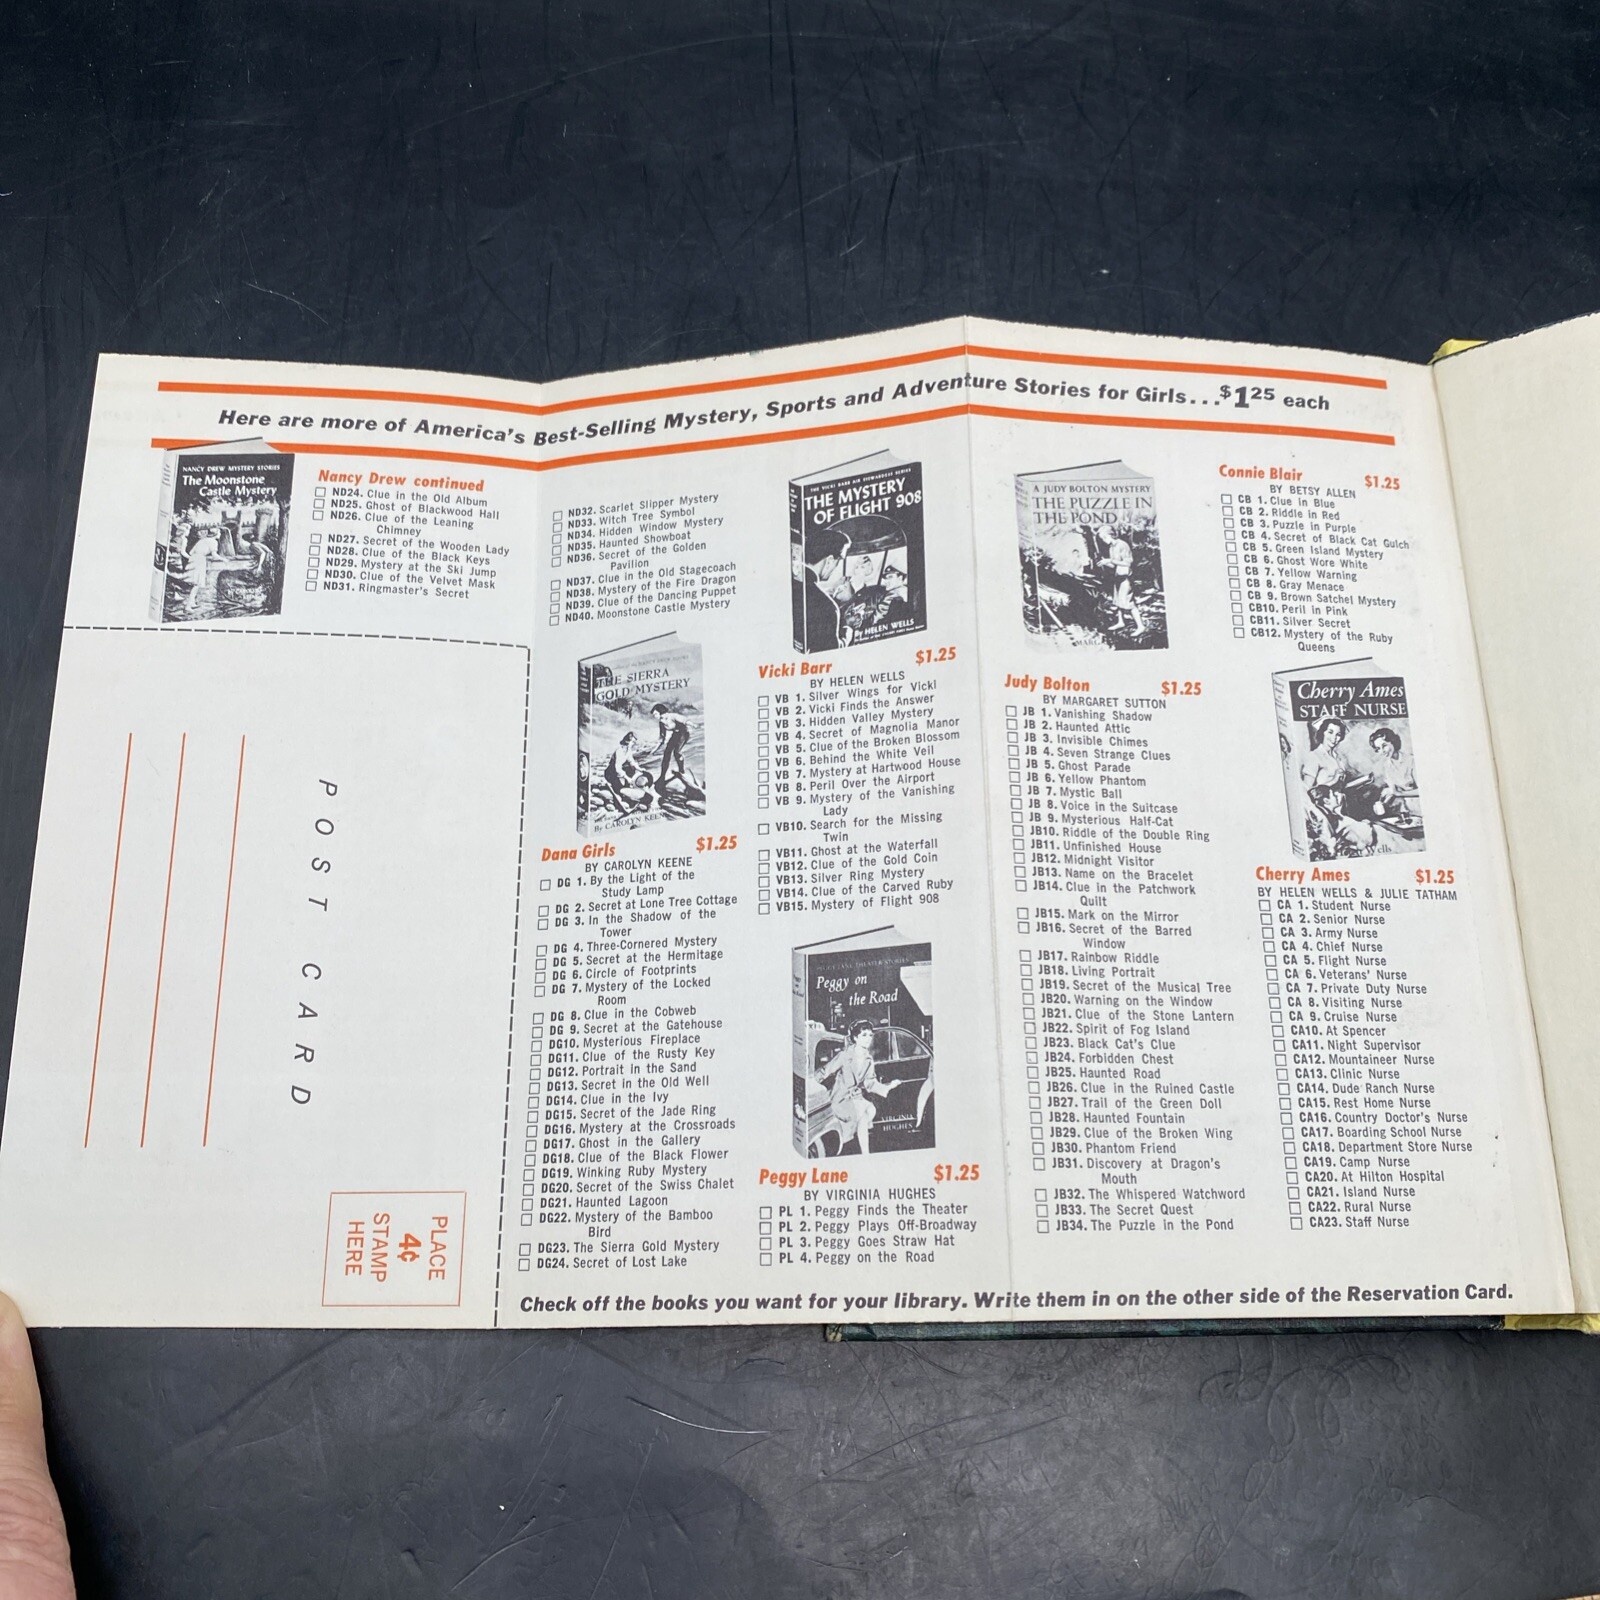 Here are more of America's Best-Selling Mystery, Sports and Adventure Stories for Girls...$1.25 each
NANCY DREW MYSTERY STORIES
The Moonstone
Castle Mystery
Nancy Drew continued
ND24. Clue in the Old Album
ND25. Ghost of Blackwood Hall
ND26. Clue of the Leaning
Chimney
ND27. Secret of the Wooden Lady
ND28. Clue of the Black Keys
ND29. Mystery at the Ski Jump
ND30. Clue of the Velvet Mask
ND31. Ringmaster's Secret
POST CARD
PLACE
4¢
STAMP
HERE
ND32. Scarlet Slipper Mystery
ND33. Witch Tree Symbol
ND34. Hidden Window Mystery
ND35. Haunted Showboat
ND36. Secret of the Golden
Pavilion
ND37. Clue in the Old Stagecoach
ND38. Mystery of the Fire Dragon
ND39. Clue of the Dancing Puppet
ND40. Moonstone Castle Mystery
THE SIERRA
GOLD MYSTERY
By CAROLYN KEENE
Dana Girls $1.25
BY CAROLYN KEENE
DG 1. By the Light of the
Study Lamp
DG 2. Secret at Lone Tree Cottage
DG 3. In the Shadow of the
Tower
DG 4. Three-Cornered Mystery
DG 5. Secret at the Hermitage
DG 6. Circle of Footprints
DG 7. Mystery of the Locked
Room
DG 8. Clue in the Cobweb
DG 9. Secret at the Gatehouse
DG10. Mysterious Fireplace
DG11. Clue of the Rusty Key
DG12. Portrait In the Sand
DG13. Secret in the Old Well
DG14. Clue in the Ivy
DG15. Secret of the Jade Ring
DG16. Mystery at the Crossroads
DG17. Ghost in the Gallery
DG18. Clue of the Black Flower
DG19. Winking Ruby Mystery
DG20. Secret of the Swiss Chalet
DG21. Haunted Lagoon
DG22. Mystery of the Bamboo
Bird
DG23. The Sierra Gold Mystery
DG24. Secret of Lost Lake
THE VICKI BARR AIR STEWARDESS SERIES
THE MYSTERY
OF FLIGHT 908
By HELEN WELLS
Vicki Barr $1.25
BY HELEN WELLS
VB 1. Silver Wings for Vicki
VB 2. Vicki Finds the Answer
VB 3. Hidden Valley Mystery
VB 4. Secret of Magnolia Manor
VB 5. Clue of the Broken Blossom
VB 6. Behind the White Veil
VB 7. Mystery at Hartwood House
VB 8. Peril Over the Airport
VB 9. Mystery of the Vanishing
Lady
VB10. Search for the Missing
Twin
VB11. Ghost at the Waterfall
VB12. Clue of the Gold Coin
VB13. Silver Ring Mystery
VB14. Clue of the Carved Ruby
VB15. Mystery of Flight 908
Peggy on
the Road
VIRGINIA
HUGHES
Peggy Lane $1.25
BY VIRGINIA HUGHES
PL 1. Peggy Finds the Theater
PL 2. Peggy Plays Off-Broadway
PL 3. Peggy Goes Straw Hat
PL 4. Peggy on the Road
A JUDY BOLTON MYSTERY
THE PUZZLE IN
THE POND
Judy Bolton $1.25
BY MARGARET SUTTON
JB 1. Vanishing Shadow
JB 2. Haunted Attic
JB 3. Invisible Chimes
JB 4. Seven Strange Clues
JB 5. Ghost Parade
JB 6. Yellow Phantom
JB 7. Mystic Ball
JB 8. Voice in the Suitcase
JB 9. Mysterious Half-Cat
JB10. Riddle of the Double Ring
JB11. Unfinished House
JB12. Midnight Visitor
JB13. Name on the Bracelet
JB14. Clue in the Patchwork
Quilt
JB15. Mark on the Mirror
JB16. Secret of the Barred
Window
JB17. Rainbow Riddle
JB18. Living Portrait
JB19. Secret of the Musical Tree
JB20. Warning on the Window
JB21. Clue of the Stone Lantern
JB22. Spirit of Fog Island
JB23. Black Cat's Clue
JB24. Forbidden Chest
JB25. Haunted Road
JB26. Clue in the Ruined Castle
JB27. Trail of the Green Doll
JB28. Haunted Fountain
JB29. Clue of the Broken Wing
JB30. Phantom Friend
JB31. Discovery at Dragon's
Mouth
JB32. The Whispered Watchword
JB33. The Secret Quest
JB34. The Puzzle in the Pond
Connie Blair $1.25
BY BETSY ALLEN
CB 1. Clue in Blue
CB 2. Riddle in Red
CB 3. Puzzle in Purple
CB 4. Secret of Black Cat Gulch
CB 5. Green Island Mystery
CB 6. Ghost Wore White
CB 7. Yellow Warning
CB 8. Gray Menace
CB 9. Brown Satchel Mystery
CB10. Peril in Pink
CB11. Silver Secret
CB12. Mystery of the Ruby
Queens
Cherry Ames
STAFF NURSE
Cherry Ames $1.25
BY HELEN WELLS & JULIE TATHAM
CA 1. Student Nurse
CA 2. Senior Nurse
CA 3. Army Nurse
CA 4. Chief Nurse
CA 5. Flight Nurse
CA 6. Veterans' Nurse
CA 7. Private Duty Nurse
CA 8. Visiting Nurse
CA 9. Cruise Nurse
CA10. At Spencer
CA11. Night Supervisor
CA12. Mountaineer Nurse
CA13. Clinic Nurse
CA14. Dude Ranch Nurse
CA15. Rest Home Nurse
CA16. Country Doctor's Nurse
CA17. Boarding School Nurse
CA18. Department Store Nurse
CA19. Camp Nurse
CA20. At Hilton Hospital
CA21. Island Nurse
CA22. Rural Nurse
CA23. Staff Nurse
Check off the books you want for your library. Write them in on the other side of the Reservation Card.